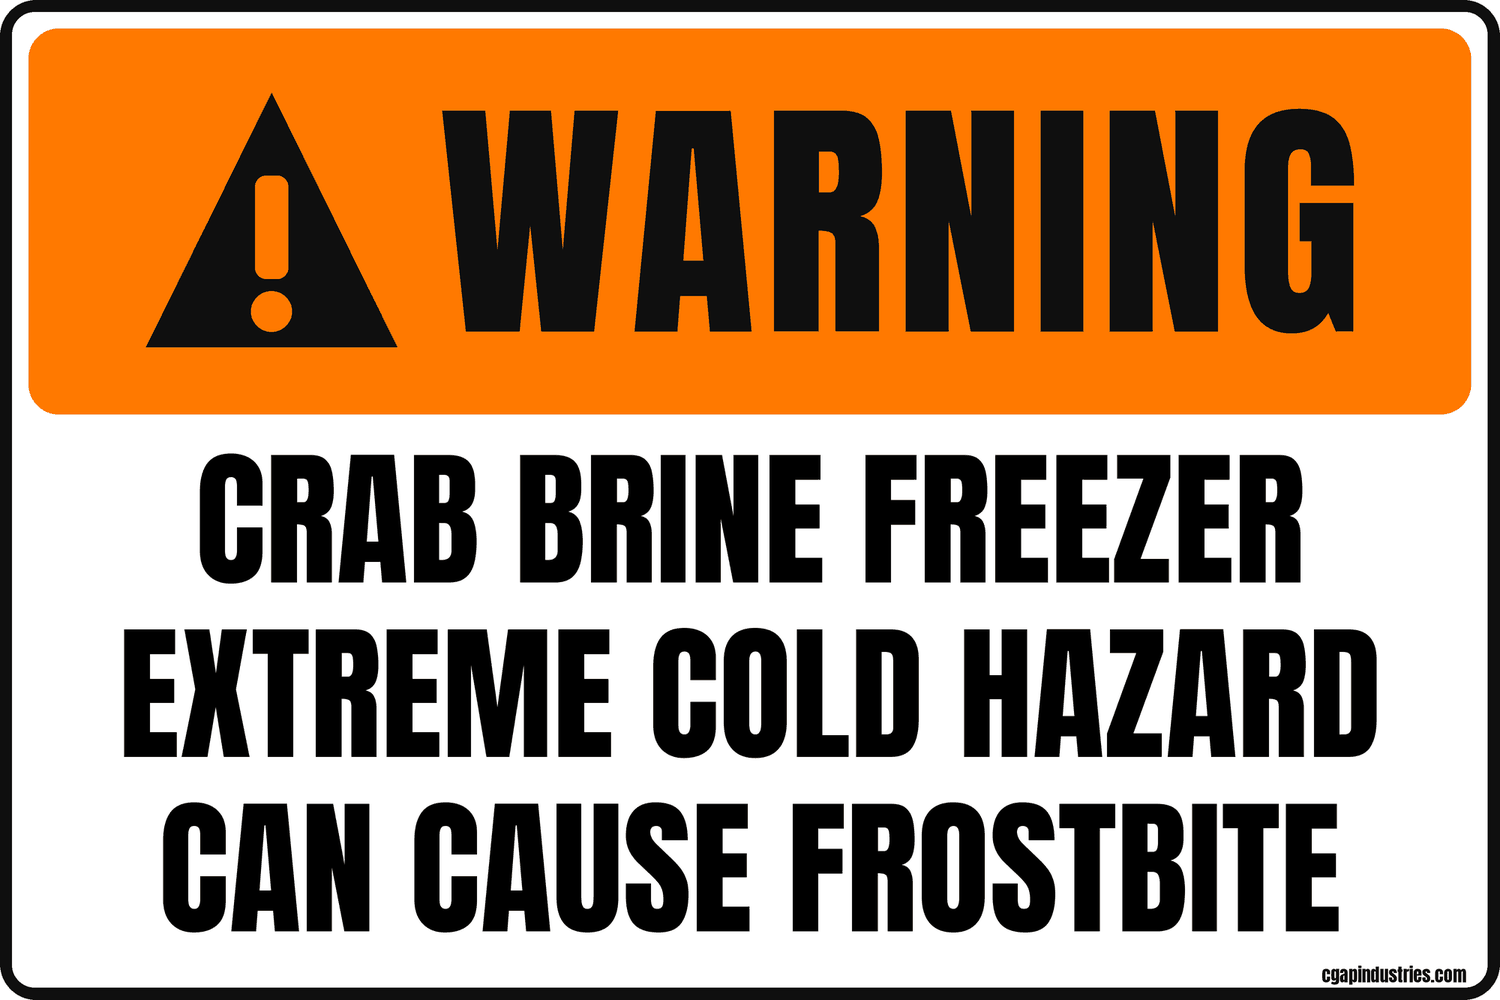 WARNING
CRAB BRINE FREEZER
EXTREME COLD HAZARD
CAN CAUSE FROSTBITE
cgapindustries.com